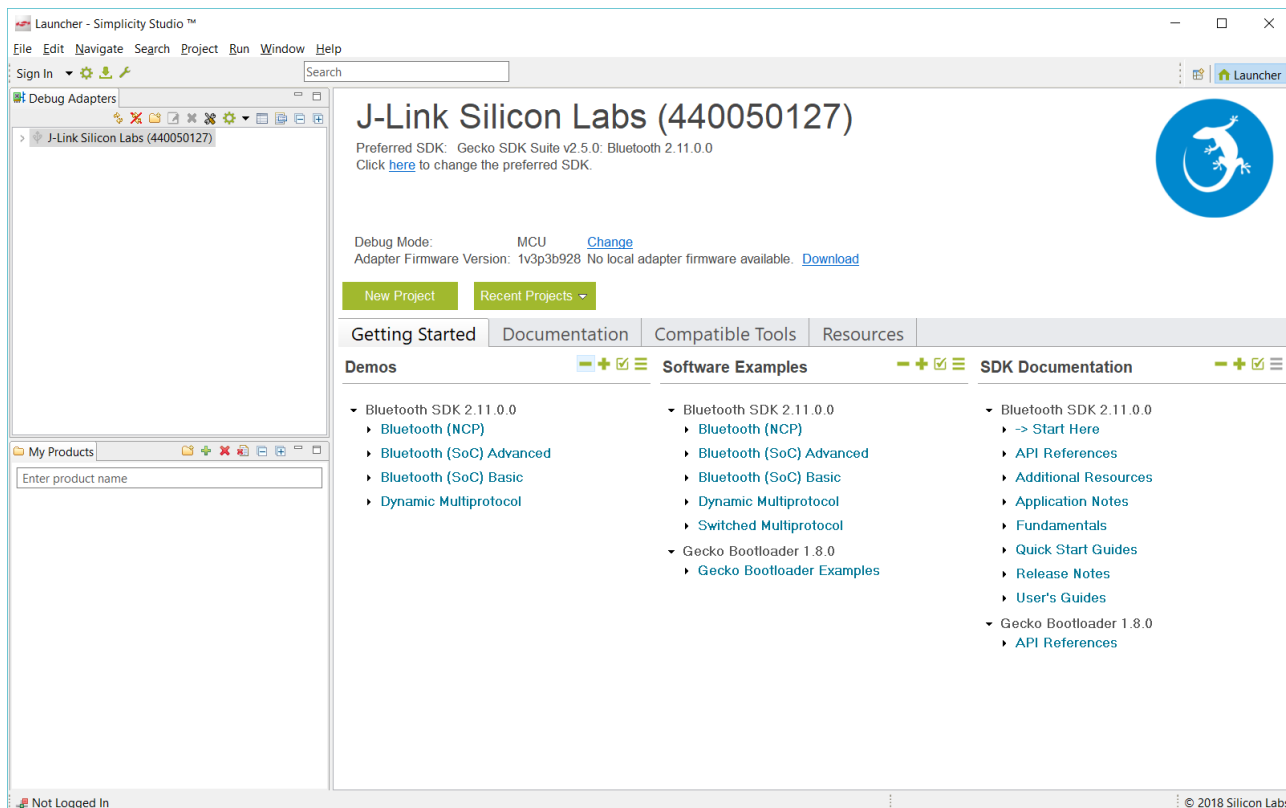 Launcher - Simplicity Studio ™
File Edit Navigate Search Project Run Window Help
Sign In
Search
Launcher
Debug Adapters
J-Link Silicon Labs (440050127)
My Products
Enter product name
J-Link Silicon Labs (440050127)
Preferred SDK: Gecko SDK Suite v2.5.0: Bluetooth 2.11.0.0
Click here to change the preferred SDK.
Debug Mode: MCU Change
Adapter Firmware Version: 1v3p3b928 No local adapter firmware available. Download
New Project Recent Projects
Getting Started Documentation Compatible Tools Resources
Demos
Bluetooth SDK 2.11.0.0
Bluetooth (NCP)
Bluetooth (SoC) Advanced
Bluetooth (SoC) Basic
Dynamic Multiprotocol
Software Examples
Bluetooth SDK 2.11.0.0
Bluetooth (NCP)
Bluetooth (SoC) Advanced
Bluetooth (SoC) Basic
Dynamic Multiprotocol
Switched Multiprotocol
Gecko Bootloader 1.8.0
Gecko Bootloader Examples
SDK Documentation
Bluetooth SDK 2.11.0.0
-> Start Here
API References
Additional Resources
Application Notes
Fundamentals
Quick Start Guides
Release Notes
User's Guides
Gecko Bootloader 1.8.0
API References
Not Logged In
© 2018 Silicon Labs